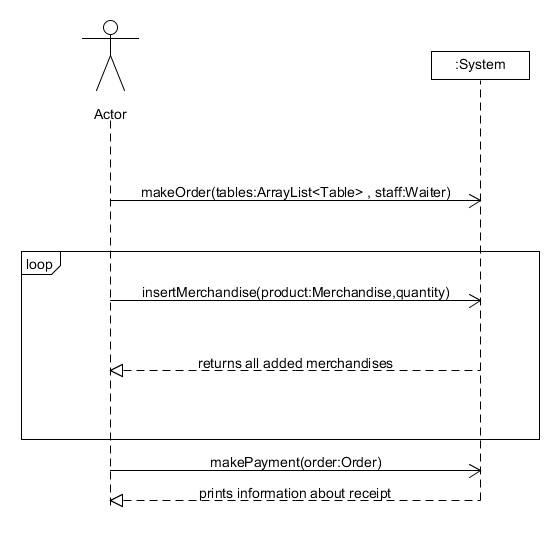 :System
Actor
makeOrder(tables:ArrayList<Table> , staff:Waiter)
loop
insertMerchandise(product:Merchandise,quantity)
returns all added merchandises
makePayment(order:Order)
prints information about receipt